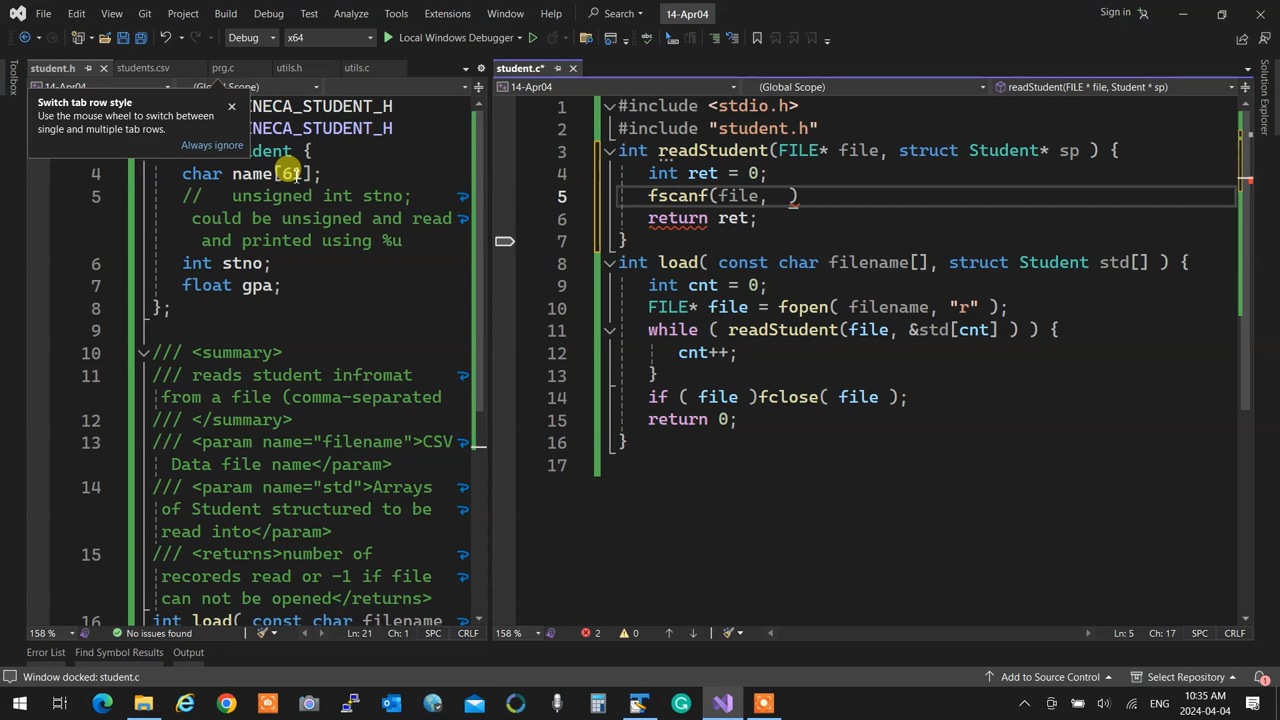 File Edit View Git Project Build Debug Test Analyze Tools Extensions Window Help Search 14-Apr04 Sign in
Debug x64 Local Windows Debugger
Toolbox
student.h students.csv prg.c utils.h utils.c
student.c*
14-Apr04 (Global Scope)
14-Apr04 (Global Scope) readStudent(FILE * file, Student * sp)
Solution Explorer
Switch tab row style
Use the mouse wheel to switch between
single and multiple tab rows.
Always ignore
NECA_STUDENT_H
NECA_STUDENT_H
udent {
4 char name[61];
5 // unsigned int stno;
could be unsigned and read
and printed using %u
6 int stno;
7 float gpa;
8 };
9
10 /// <summary>
11 /// reads student infromat
from a file (comma-separated
12 /// </summary>
13 /// <param name="filename">CSV
Data file name</param>
14 /// <param name="std">Arrays
of Student structured to be
read into</param>
15 /// <returns>number of
recoreds read or -1 if file
can not be opened</returns>
16 int load( const char filename
1 #include <stdio.h>
2 #include "student.h"
3 int readStudent(FILE* file, struct Student* sp ) {
4 int ret = 0;
5 fscanf(file, )
6 return ret;
7 }
8 int load( const char filename[], struct Student std[] ) {
9 int cnt = 0;
10 FILE* file = fopen( filename, "r" );
11 while ( readStudent(file, &std[cnt] ) ) {
12 cnt++;
13 }
14 if ( file )fclose( file );
15 return 0;
16 }
17
158 % No issues found Ln: 21 Ch: 1 SPC CRLF
158 % 2 0 Ln: 5 Ch: 17 SPC CRLF
Error List Find Symbol Results Output
Window docked: student.c Add to Source Control Select Repository 1
ENG 10:35 AM
2024-04-04